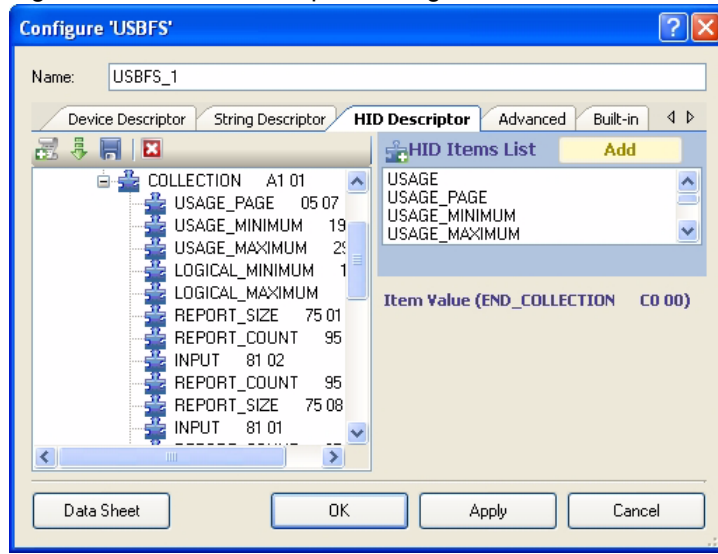 Configure 'USBFS'
Name: USBFS_1
Device Descriptor String Descriptor HID Descriptor Advanced Built-in
HID Items List Add
COLLECTION A1 01
USAGE_PAGE 05 07
USAGE_MINIMUM 19
USAGE_MAXIMUM
LOGICAL_MINIMUM 1
LOGICAL_MAXIMUM
REPORT_SIZE 75 01
REPORT_COUNT 95
INPUT 81 02
REPORT_COUNT 95
REPORT_SIZE 75 08
INPUT 81 01
USAGE
USAGE_PAGE
USAGE_MINIMUM
USAGE_MAXIMUM
Item Value (END_COLLECTION C0 00)
Data Sheet OK Apply Cancel